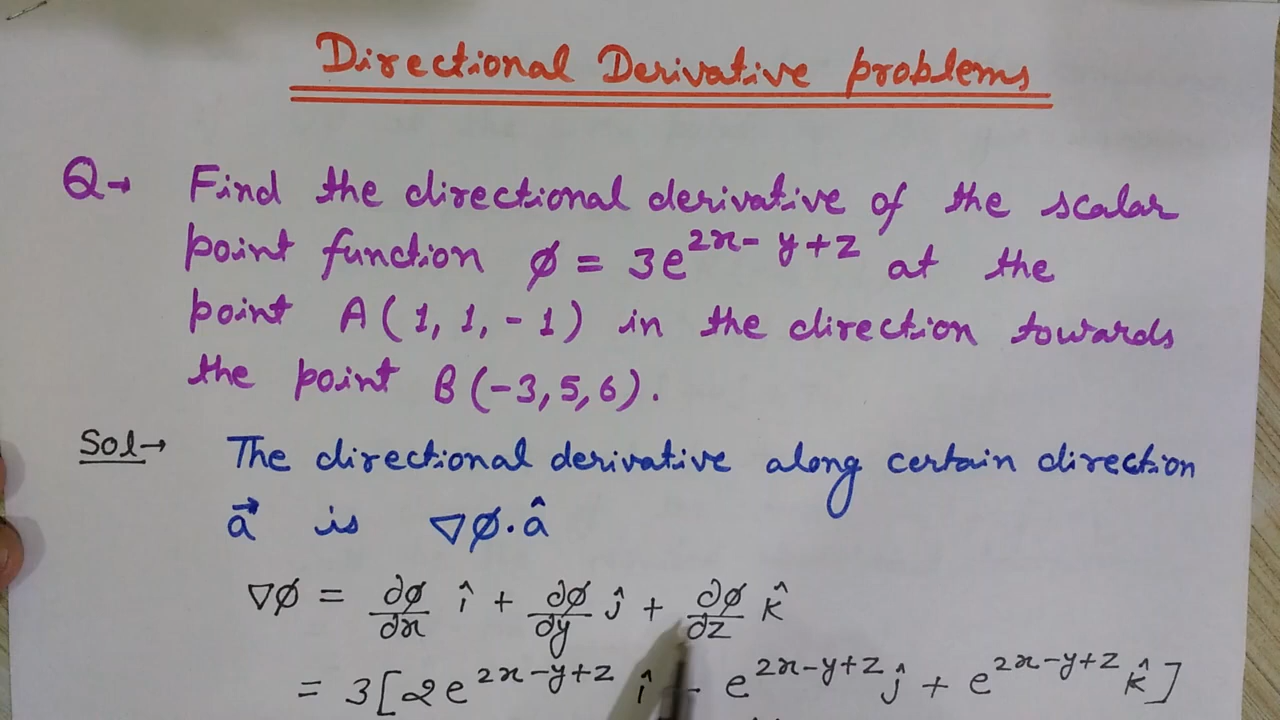 Directional Derivative problems
Q→ Find the directional derivative of the scalar
point function ϕ = 3e^{2x-y+z} at the
point A(1, 1, -1) in the direction towards
the point B(-3, 5, 6).
Sol→ The directional derivative along certain direction
a⃗ is ∇ϕ.â
∇ϕ = ∂ϕ/∂x î + ∂ϕ/∂y ĵ + ∂ϕ/∂z k̂
= 3[2e^{2x-y+z} î - e^{2x-y+z} ĵ + e^{2x-y+z} k̂]